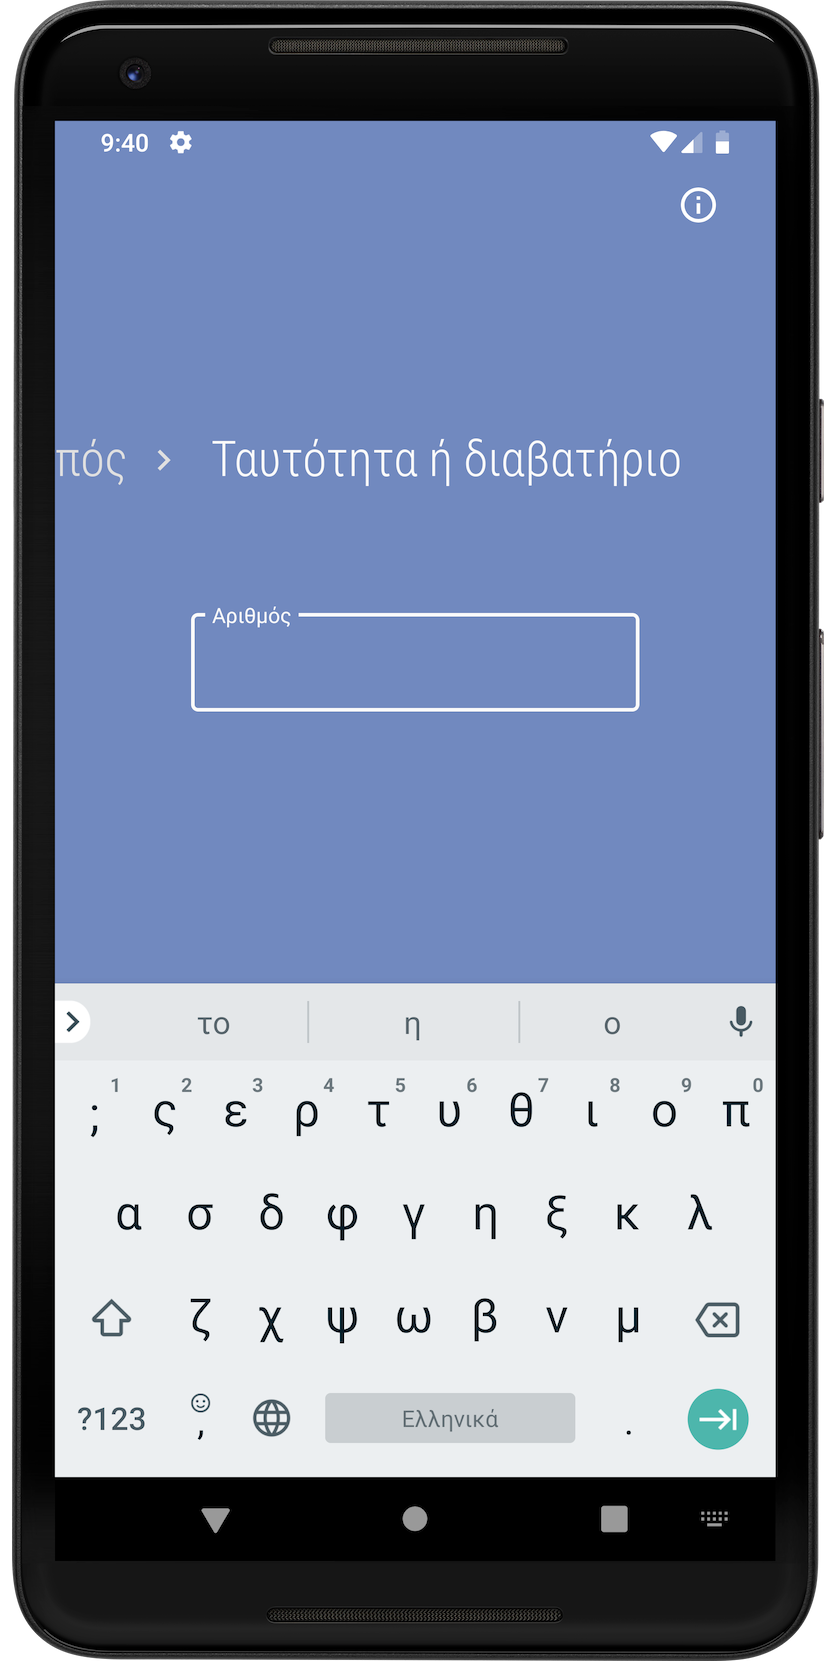 9:40
πός > Ταυτότητα ή διαβατήριο
Αριθμός
το η ο
; 1 ς 2 ε 3 ρ 4 τ 5 υ 6 θ 7 ι 8 ο 9 π 0
α σ δ φ γ η ξ κ λ
ζ χ ψ ω β ν μ
?123 , Ελληνικά .